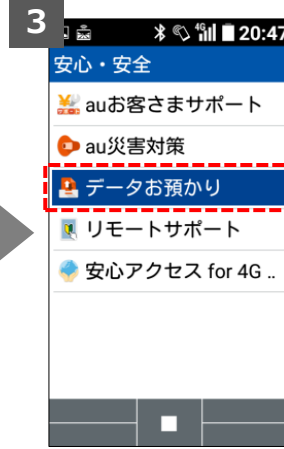 3
4G 20:47
安心・安全
auお客さまサポート
au災害対策
データお預かり
リモートサポート
安心アクセス for 4G ..